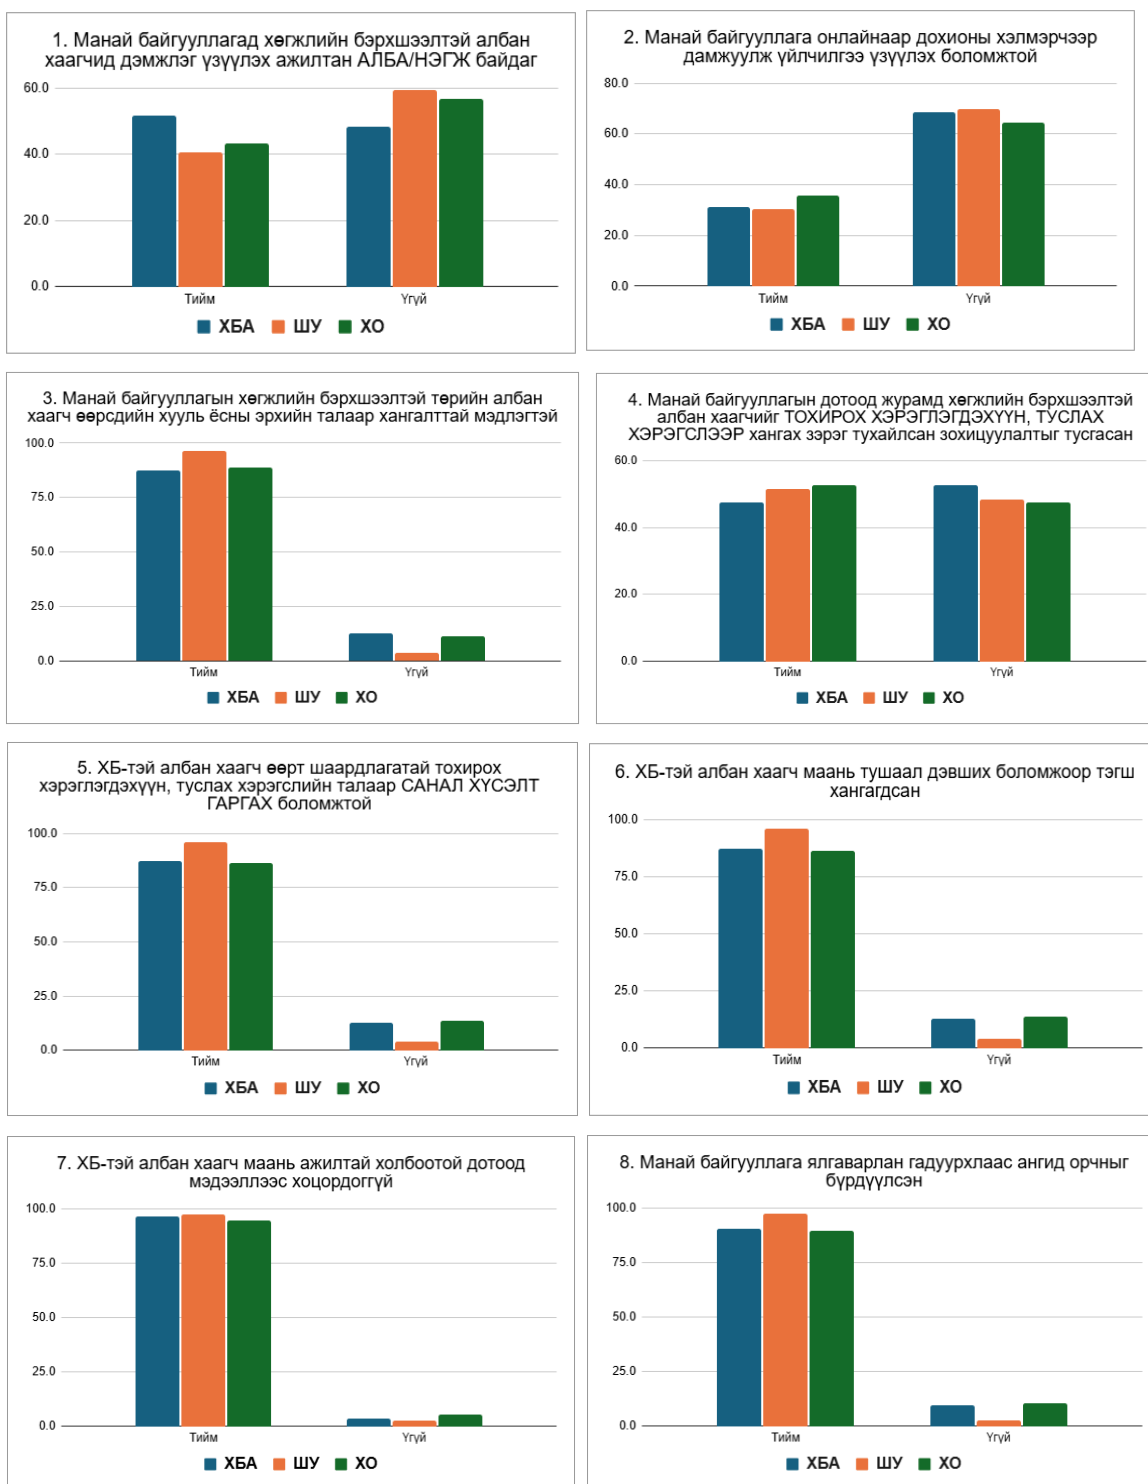 1. Манай байгууллагад хөгжлийн бэрхшээлтэй албан
хаагчид дэмжлэг үзүүлэх ажилтан АЛБА/НЭГЖ байдаг
60.0
40.0
20.0
0.0
Тийм
Үгүй
ХБА ШУ ХО
2. Манай байгууллага онлайнаар дохионы хэлмэрчээр
дамжуулж үйлчилгээ үзүүлэх боломжтой
80.0
60.0
40.0
20.0
0.0
Тийм
Үгүй
ХБА ШУ ХО
3. Манай байгууллагын хөгжлийн бэрхшээлтэй төрийн албан
хаагч өөрсдийн хууль ёсны эрхийн талаар хангалттай мэдлэгтэй
100.0
75.0
50.0
25.0
0.0
Тийм
Үгүй
ХБА ШУ ХО
4. Манай байгууллагын дотоод журамд хөгжлийн бэрхшээлтэй
албан хаагчийг ТОХИРОХ ХЭРЭГЛЭГДЭХҮҮН, ТУСЛАХ
ХЭРЭГСЛЭЭР хангах зэрэг тухайлсан зохицуулалтыг тусгасан
60.0
40.0
20.0
0.0
Тийм
Үгүй
ХБА ШУ ХО
5. ХБ-тэй албан хаагч өөрт шаардлагатай тохирох
хэрэглэгдэхүүн, туслах хэрэгслийн талаар САНАЛ ХҮСЭЛТ
ГАРГАХ боломжтой
100.0
75.0
50.0
25.0
0.0
Тийм
Үгүй
ХБА ШУ ХО
6. ХБ-тэй албан хаагч маань тушаал дэвших боломжоор тэгш
хангагдсан
100.0
75.0
50.0
25.0
0.0
Тийм
Үгүй
ХБА ШУ ХО
7. ХБ-тэй албан хаагч маань ажилтай холбоотой дотоод
мэдээллээс хоцордоггүй
100.0
75.0
50.0
25.0
0.0
Тийм
Үгүй
ХБА ШУ ХО
8. Манай байгууллага ялгаварлан гадуурхлаас ангид орчныг
бүрдүүлсэн
100.0
75.0
50.0
25.0
0.0
Тийм
Үгүй
ХБА ШУ ХО